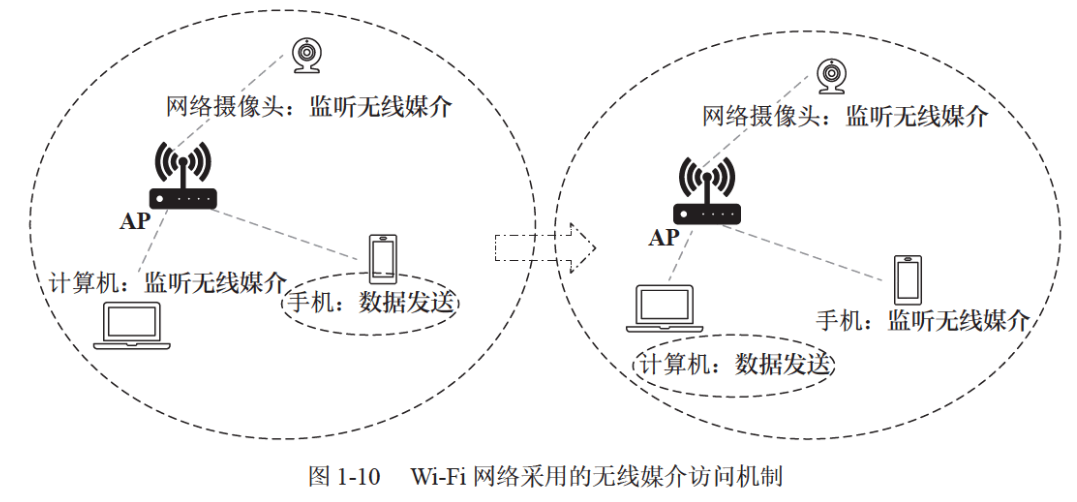 网络摄像头：监听无线媒介
AP
计算机：监听无线媒介
手机：数据发送
网络摄像头：监听无线媒介
AP
手机：监听无线媒介
计算机：数据发送
图 1-10 Wi-Fi 网络采用的无线媒介访问机制